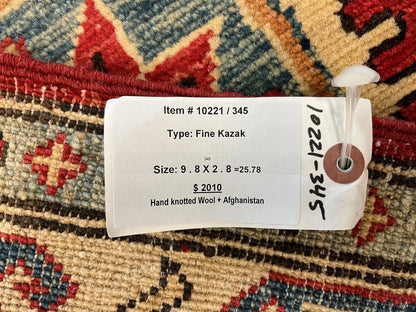 Item # 10221 / 345
Type: Fine Kazak
345
Size: 9 . 8 X 2 . 8 =25.78
$ 2010
Hand knotted Wool + Afghanistan
10221-345